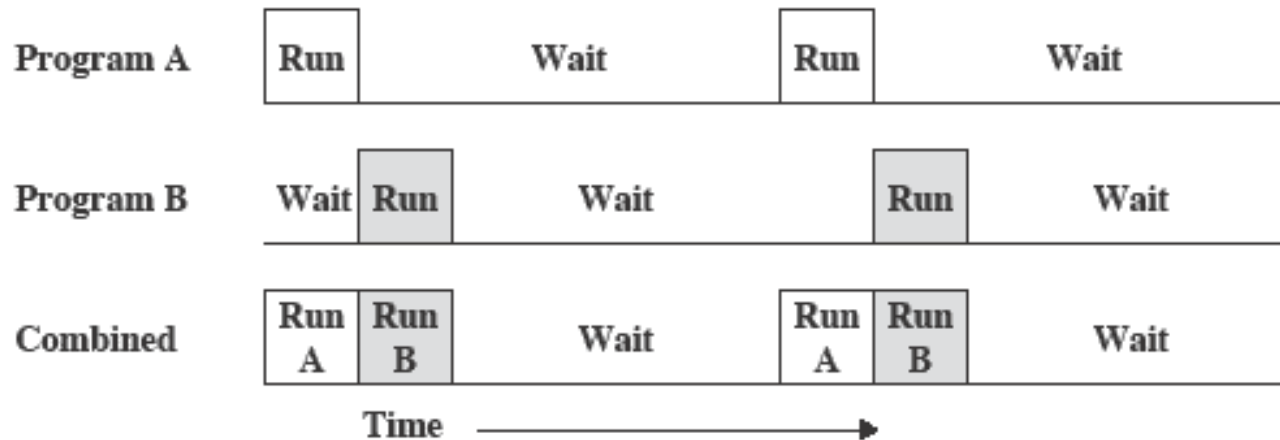 Program A Run Wait Run Wait
Program B Wait Run Wait Run Wait
Combined Run A Run B Wait Run A Run B Wait
Time